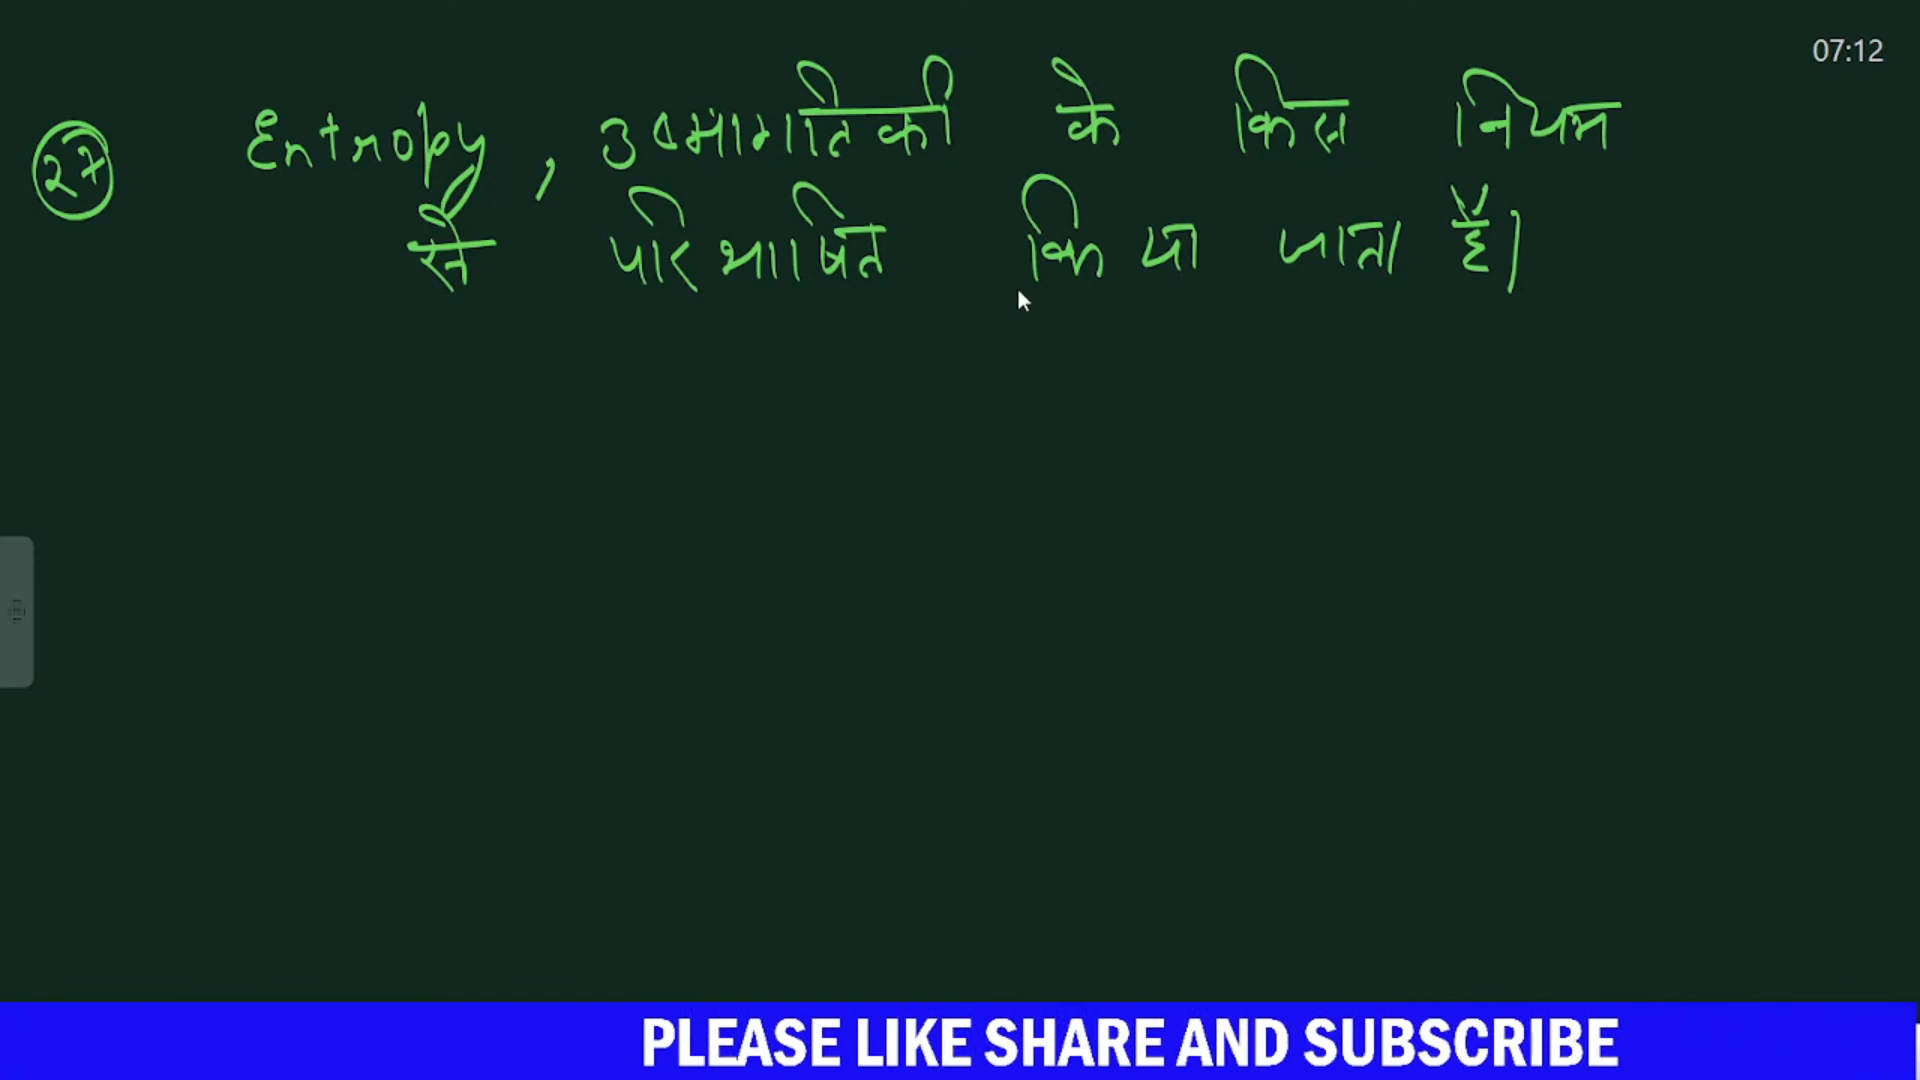 07:12
27 Entropy, उष्मागतिकी के किस नियम
से परिभाषित किया जाता है।
PLEASE LIKE SHARE AND SUBSCRIBE